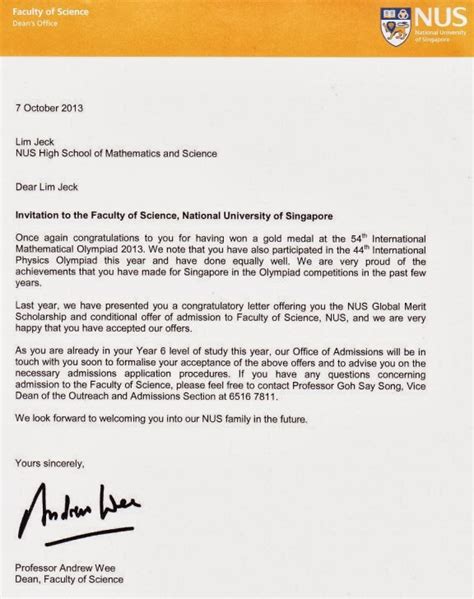 Faculty of Science
Dean's Office
NUS
National University
of Singapore
7 October 2013
Lim Jeck
NUS High School of Mathematics and Science
Dear Lim Jeck
Invitation to the Faculty of Science, National University of Singapore
Once again congratulations to you for having won a gold medal at the 54th International
Mathematical Olympiad 2013. We note that you have also participated in the 44th International
Physics Olympiad this year and have done equally well. We are very proud of the
achievements that you have made for Singapore in the Olympiad competitions in the past few
years.
Last year, we have presented you a congratulatory letter offering you the NUS Global Merit
Scholarship and conditional offer of admission to Faculty of Science, NUS, and we are very
happy that you have accepted our offers.
As you are already in your Year 6 level of study this year, our Office of Admissions will be in
touch with you soon to formalise your acceptance of the above offers and to advise you on the
necessary admissions application procedures. If you have any questions concerning
admission to the Faculty of Science, please feel free to contact Professor Goh Say Song, Vice
Dean of the Outreach and Admissions Section at 6516 7811.
We look forward to welcoming you into our NUS family in the future.
Yours sincerely,
Andrew Wee
Professor Andrew Wee
Dean, Faculty of Science